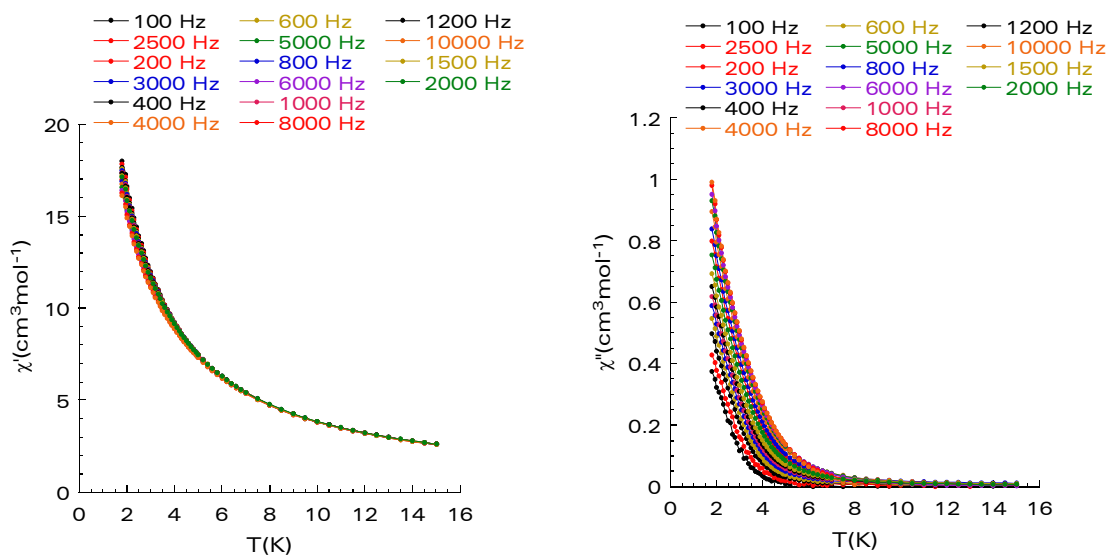 100 Hz 600 Hz 1200 Hz
2500 Hz 5000 Hz 10000 Hz
200 Hz 800 Hz 1500 Hz
3000 Hz 6000 Hz 2000 Hz
400 Hz 1000 Hz
4000 Hz 8000 Hz
20
15
10
5
0
χ'(cm³mol⁻¹)
0 2 4 6 8 10 12 14 16
T(K)
100 Hz 600 Hz 1200 Hz
2500 Hz 5000 Hz 10000 Hz
200 Hz 800 Hz 1500 Hz
3000 Hz 6000 Hz 2000 Hz
400 Hz 1000 Hz
4000 Hz 8000 Hz
1.2
1
0.8
0.6
0.4
0.2
0
χ"(cm³mol⁻¹)
0 2 4 6 8 10 12 14 16
T(K)